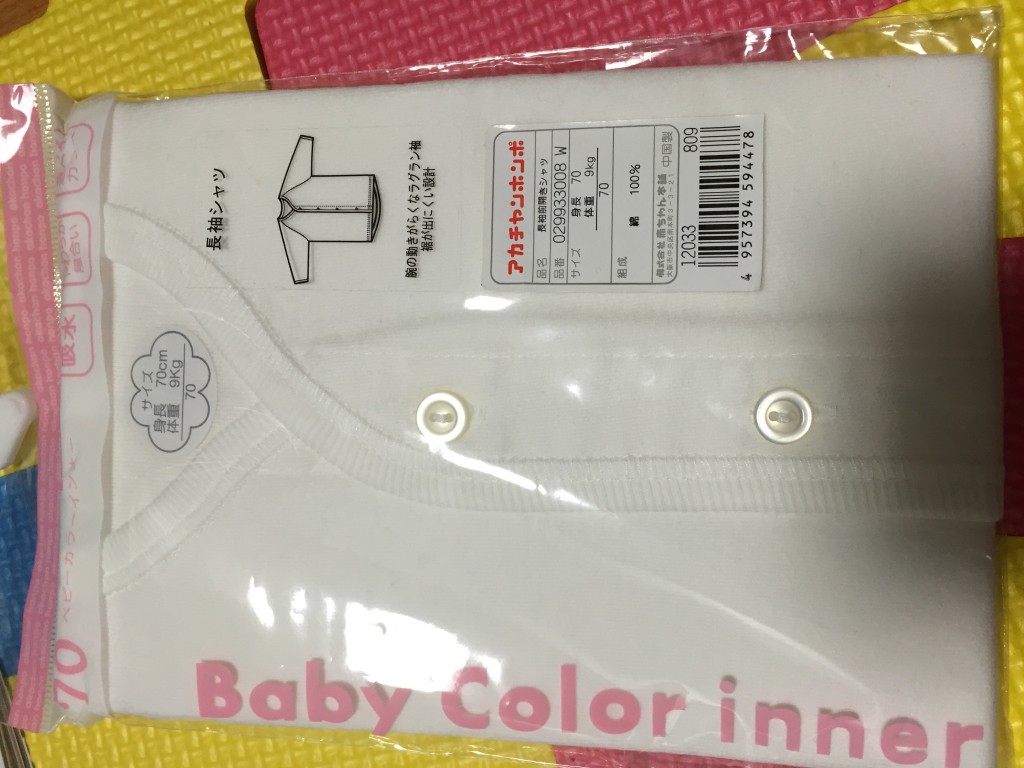 吸水
70 ベビーカラーインナー
サイズ
身長 70cm
体重 9Kg
70
長袖シャツ
腕の動きがらくなラグラン袖
裾が出にくい設計
アカチャンホンポ
品名 長袖前開きシャツ
品番 029933008 W
サイズ 身長 70
体重 9kg
70
組成 綿 100%
株式会社 赤ちゃん本舗 中国製
12033 809
4 957394 594478
Baby Color inner